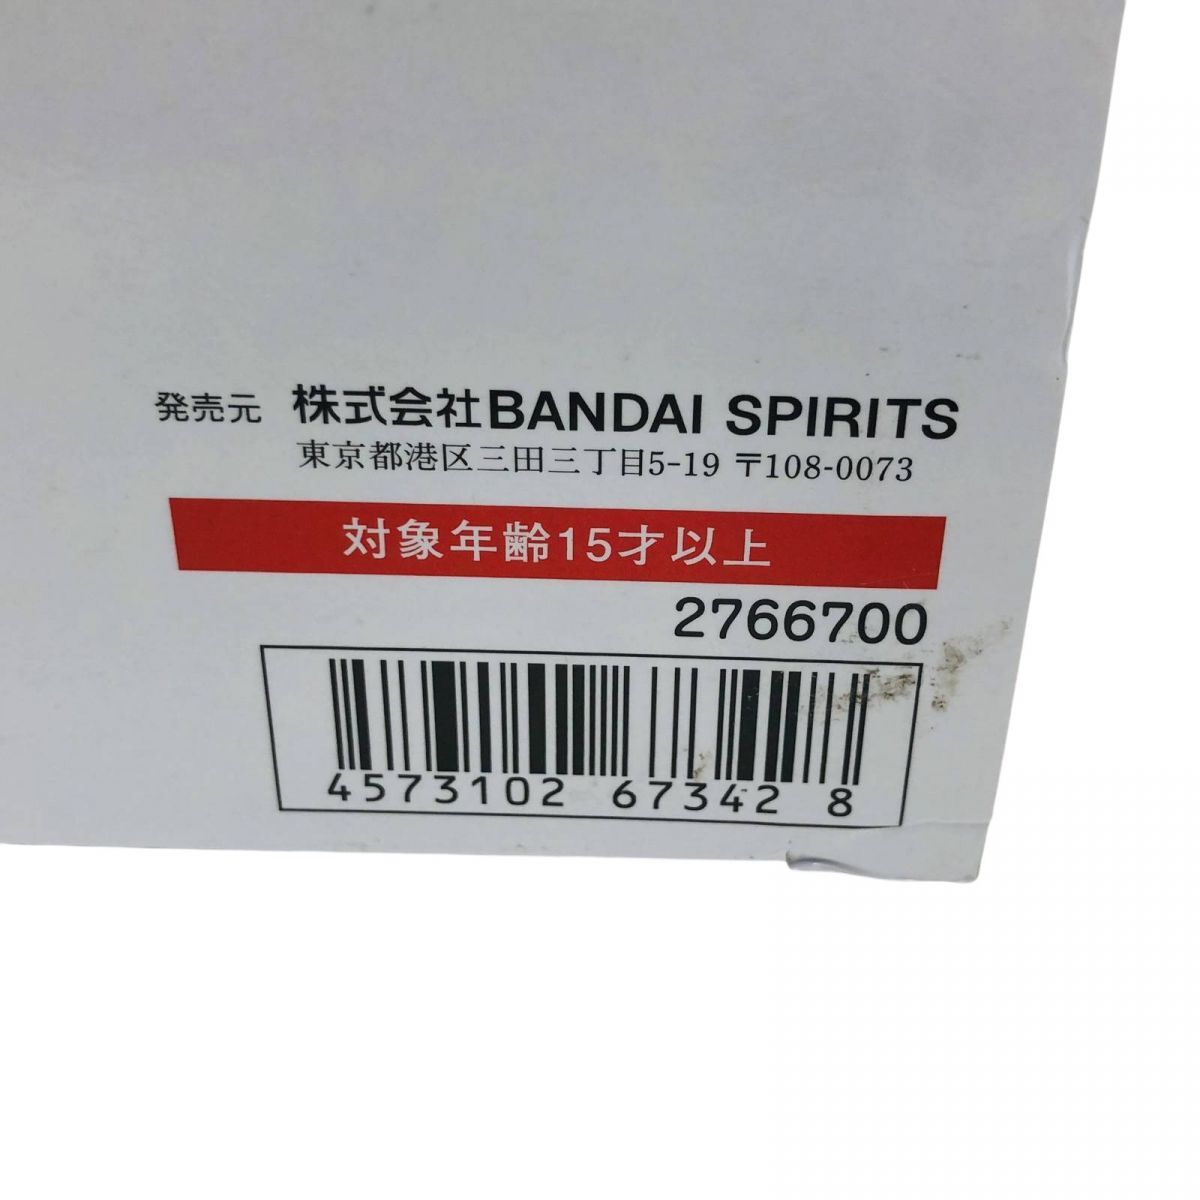 発売元 株式会社BANDAI SPIRITS
東京都港区三田三丁目5-19 〒108-0073
対象年齢15才以上
2766700
4573102 67342 8